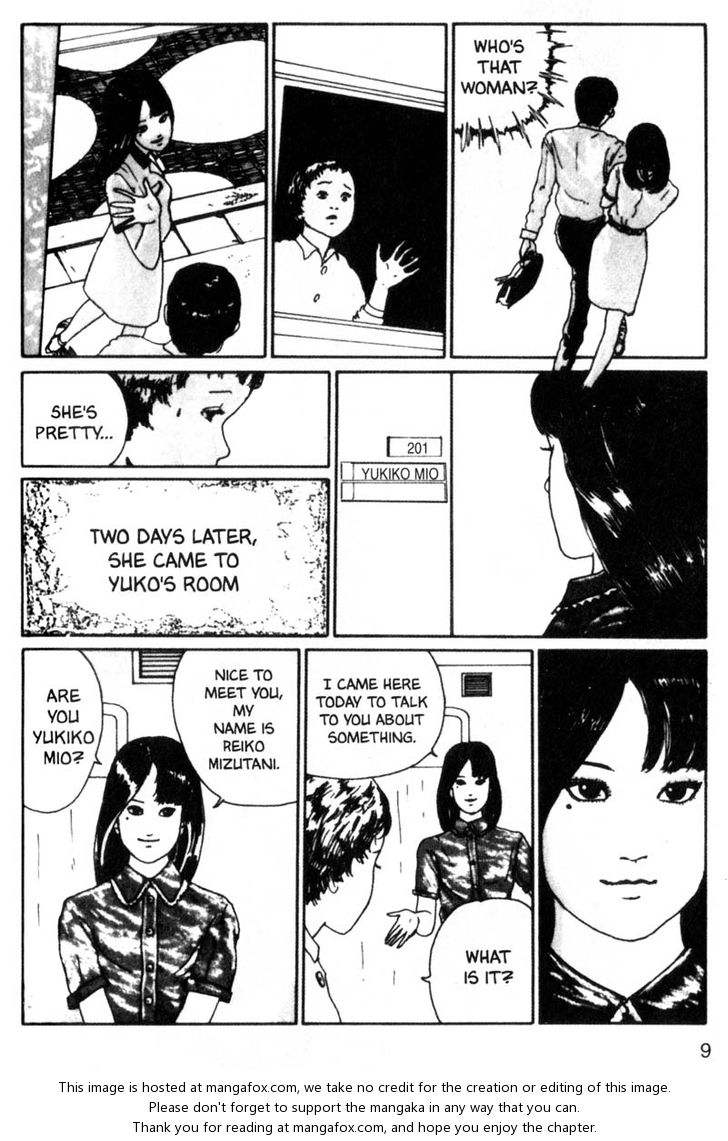 WHO'S
THAT
WOMAN?
SHE'S
PRETTY...
201
YUKIKO MIO
TWO DAYS LATER,
SHE CAME TO
YUKO'S ROOM
ARE
YOU
YUKIKO
MIO?
NICE TO
MEET YOU,
MY
NAME IS
REIKO
MIZUTANI.
I CAME HERE
TODAY TO TALK
TO YOU ABOUT
SOMETHING.
WHAT
IS IT?
9
This image is hosted at mangafox.com, we take no credit for the creation or editing of this image.
Please don't forget to support the mangaka in any way that you can.
Thank you for reading at mangafox.com, and hope you enjoy the chapter.